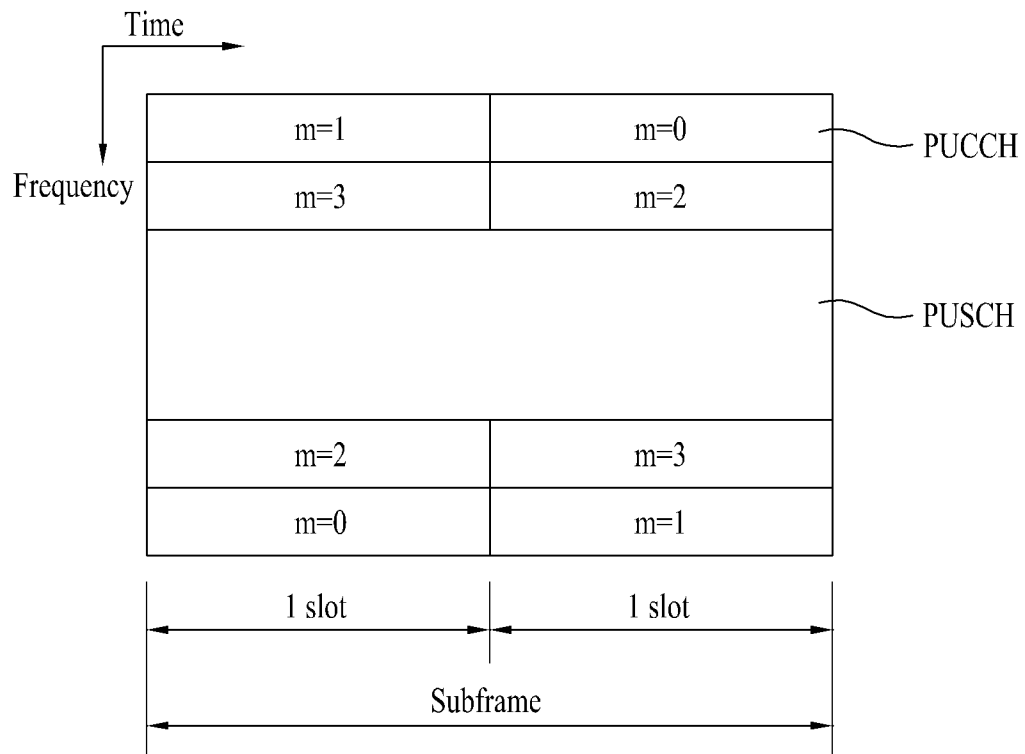 Time
Frequency
m=1
m=0
PUCCH
m=3
m=2
PUSCH
m=2
m=3
m=0
m=1
1 slot
1 slot
Subframe